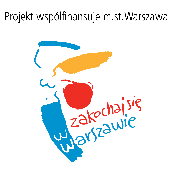 Projekt współfinansuje m.st. Warszawa
zakochaj się
w Warszawie